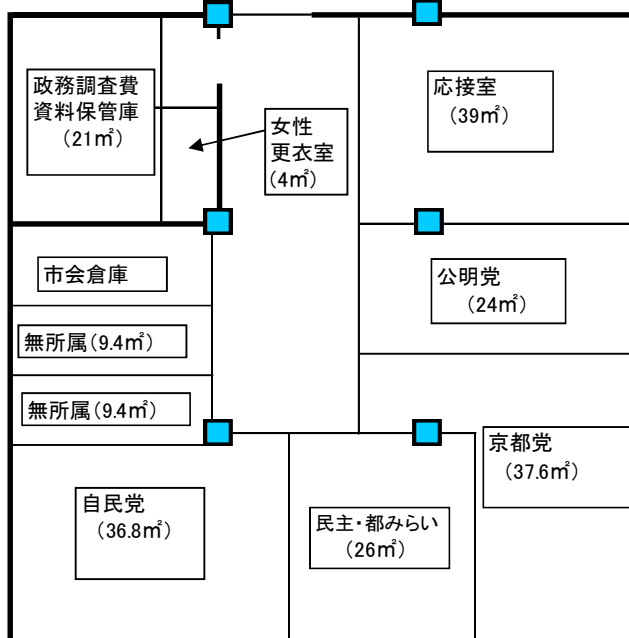 政務調査費
資料保管庫
（21㎡）
応接室
（39㎡）
女性
更衣室
(4㎡)
市会倉庫
公明党
（24㎡）
無所属(9.4㎡)
無所属(9.4㎡)
京都党
（37.6㎡）
自民党
（36.8㎡）
民主・都みらい
（26㎡）